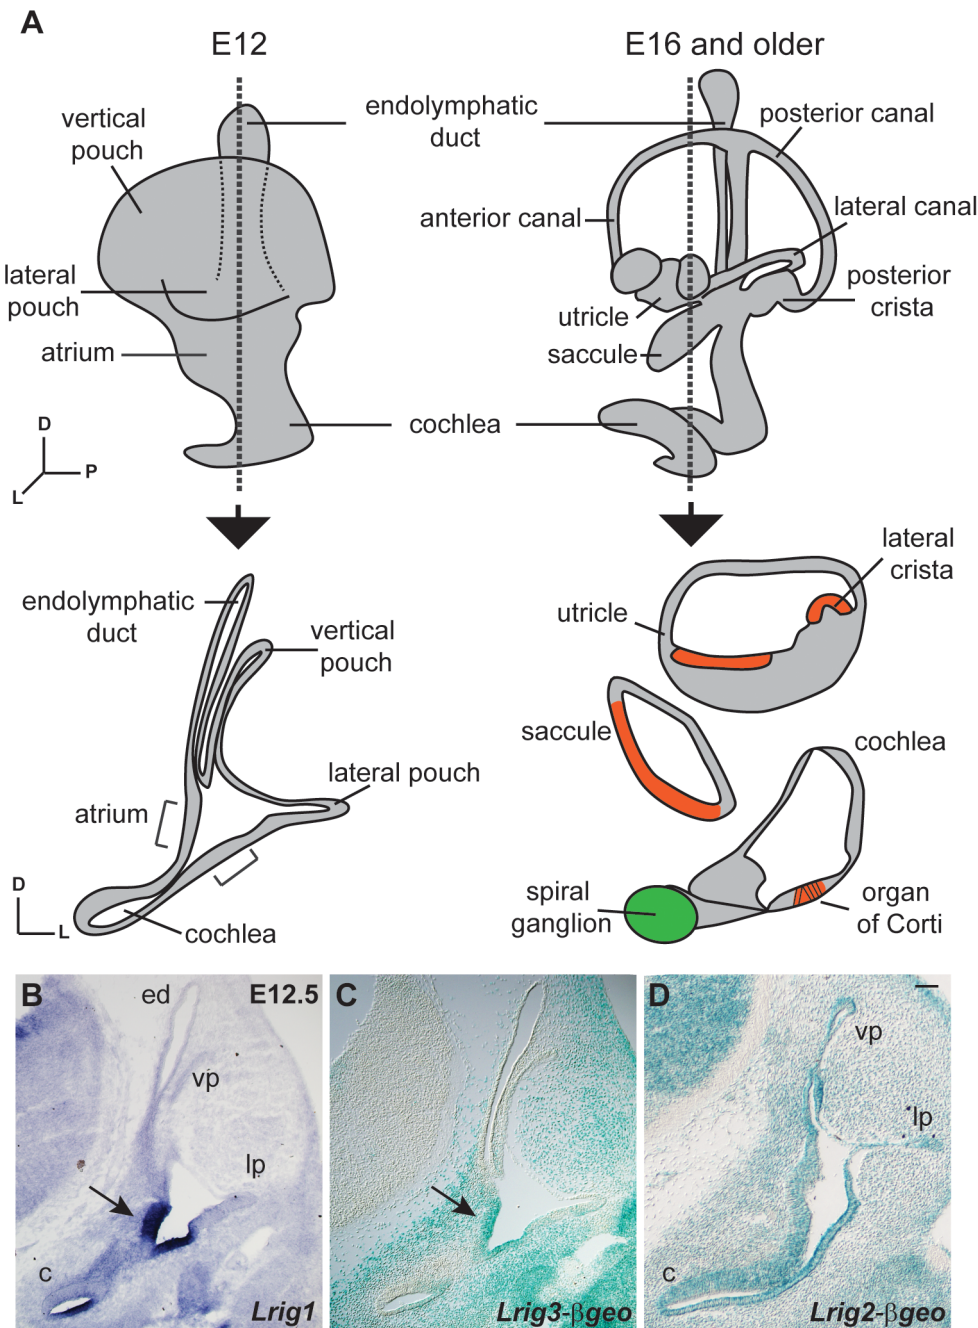 A
E12
E16 and older
vertical
pouch
endolymphatic
duct
posterior canal
anterior canal
lateral canal
lateral
pouch
posterior
crista
utricle
atrium
saccule
cochlea
D
P
L
lateral
crista
endolymphatic
duct
utricle
vertical
pouch
saccule
cochlea
lateral pouch
atrium
D
L
spiral
ganglion
organ
of Corti
cochlea
B
ed
E12.5
vp
lp
c
Lrig1
C
Lrig3-βgeo
D
vp
lp
c
Lrig2-βgeo